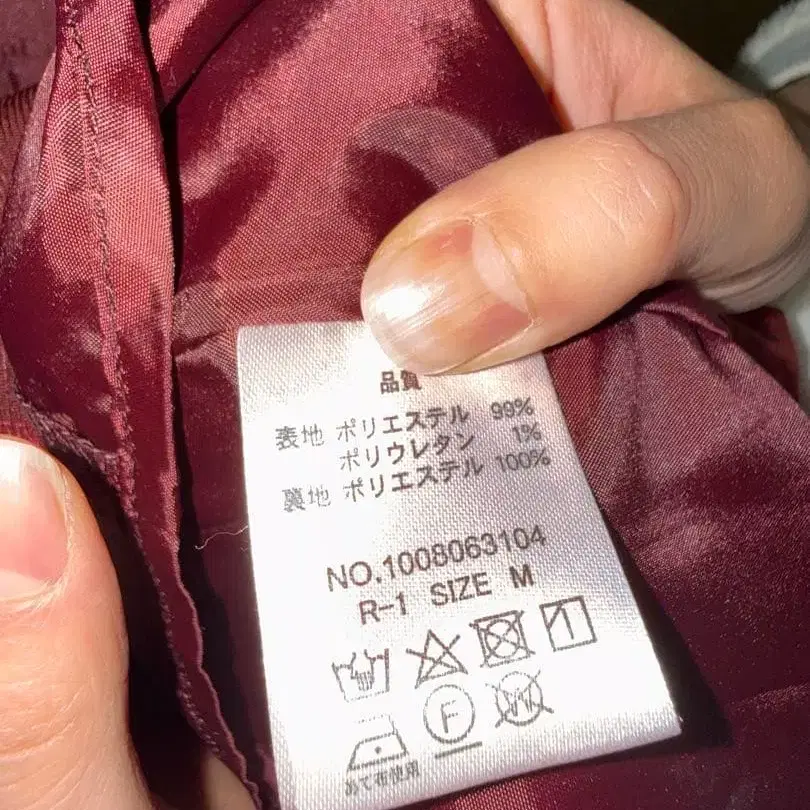 品質
表地 ポリエステル 99%
ポリウレタン 1%
裏地 ポリエステル 100%
NO.1008063104
R-1 SIZE M
F
W
あて布使用